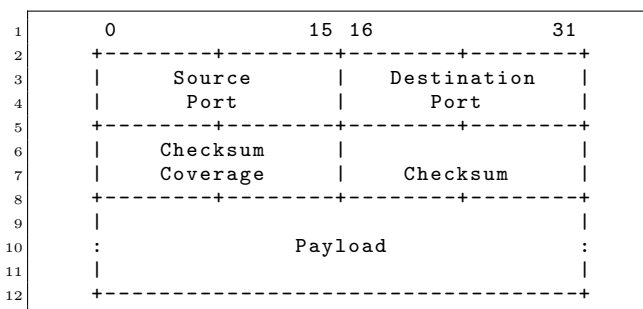 1 0 15 16 31
2 +--------+--------+--------+--------+
3 | Source | Destination |
4 | Port | Port |
5 +--------+--------+--------+--------+
6 | Checksum | |
7 | Coverage | Checksum |
8 +--------+--------+--------+--------+
9 | |
10 : Payload :
11 | |
12 +-----------------------------------+